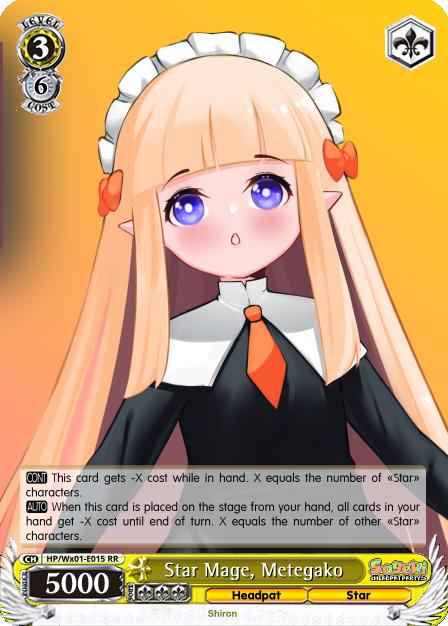 LEVEL
3
6
COST
CONT This card gets -X cost while in hand. X equals the number of «Star»
characters.
AUTO When this card is placed on the stage from your hand, all cards in your
hand get -X cost until end of turn. X equals the number of other «Star»
characters.
CH HP/Wx01-E015 RR
POWER 5000
SOUL
Star Mage, Metegako
HEADPATPARTY'S
Headpat Star
Shiron